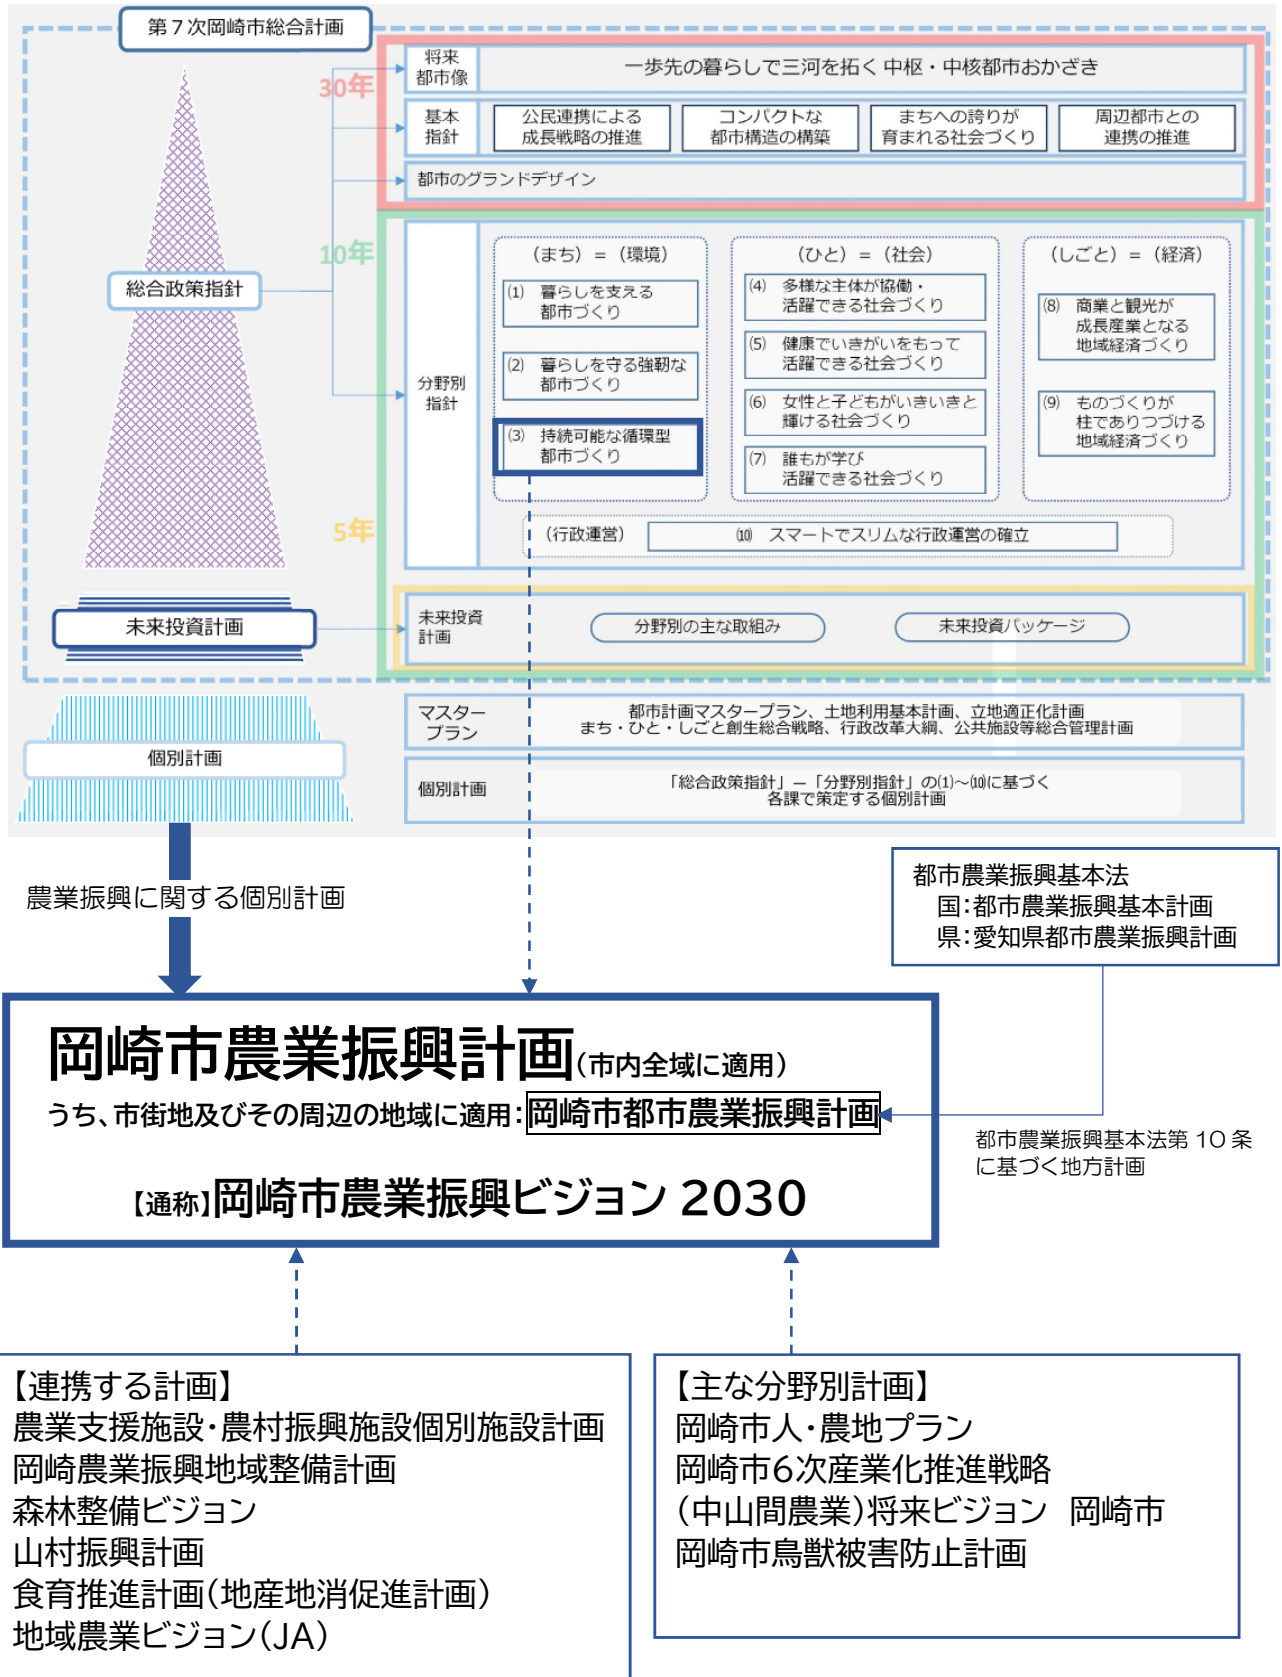 第７次岡崎市総合計画
30年
将来
都市像
一歩先の暮らしで三河を拓く 中枢・中核都市おかざき
基本
指針
公民連携による
成長戦略の推進
コンパクトな
都市構造の構築
まちへの誇りが
育まれる社会づくり
周辺都市との
連携の推進
都市のグランドデザイン
10年
総合政策指針
分野別
指針
（まち）＝（環境）
⑴ 暮らしを支える
都市づくり
⑵ 暮らしを守る強靭な
都市づくり
⑶ 持続可能な循環型
都市づくり
（ひと）＝（社会）
⑷ 多様な主体が協働・
活躍できる社会づくり
⑸ 健康でいきがいをもって
活躍できる社会づくり
⑹ 女性と子どもがいきいきと
輝ける社会づくり
⑺ 誰もが学び
活躍できる社会づくり
（しごと）＝（経済）
⑻ 商業と観光が
成長産業となる
地域経済づくり
⑼ ものづくりが
柱でありつづける
地域経済づくり
5年
（行政運営）
⑽ スマートでスリムな行政運営の確立
未来投資計画
未来投資
計画
分野別の主な取組み
未来投資パッケージ
マスター
プラン
都市計画マスタープラン、土地利用基本計画、立地適正化計画
まち・ひと・しごと創生総合戦略、行政改革大綱、公共施設等総合管理計画
個別計画
個別計画
「総合政策指針」－「分野別指針」の⑴～⑽に基づく
各課で策定する個別計画
農業振興に関する個別計画
都市農業振興基本法
国：都市農業振興基本計画
県：愛知県都市農業振興計画
岡崎市農業振興計画（市内全域に適用）
うち、市街地及びその周辺の地域に適用：岡崎市都市農業振興計画
【通称】岡崎市農業振興ビジョン 2030
都市農業振興基本法第 10 条
に基づく地方計画
【連携する計画】
農業支援施設・農村振興施設個別施設計画
岡崎農業振興地域整備計画
森林整備ビジョン
山村振興計画
食育推進計画（地産地消促進計画）
地域農業ビジョン（JA）
【主な分野別計画】
岡崎市人・農地プラン
岡崎市６次産業化推進戦略
（中山間農業）将来ビジョン　岡崎市
岡崎市鳥獣被害防止計画